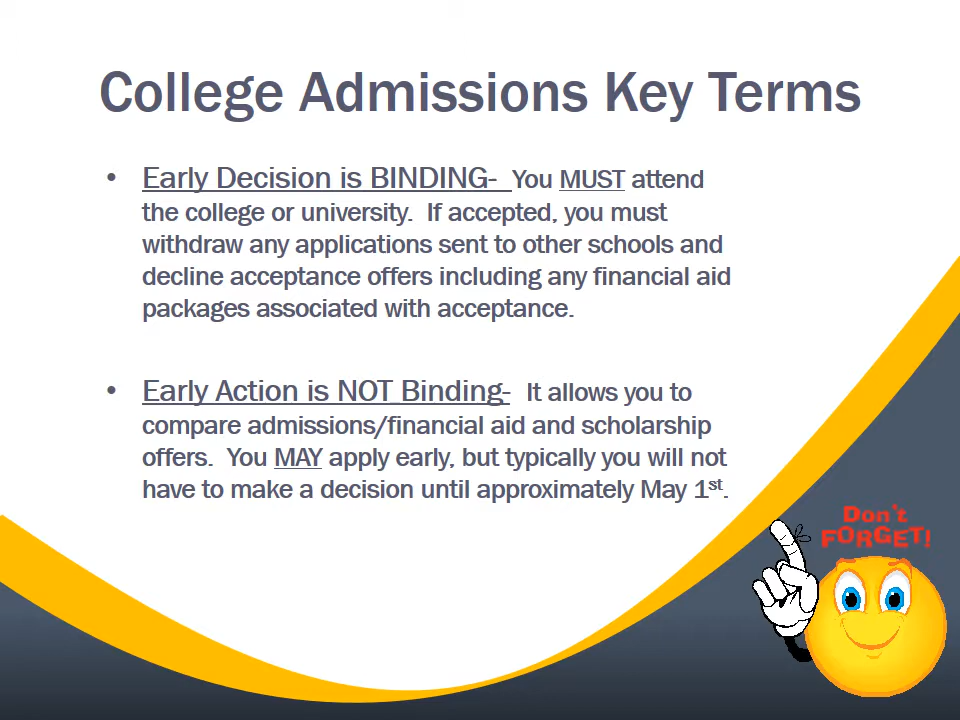 College Admissions Key Terms
• Early Decision is BINDING- You MUST attend
the college or university. If accepted, you must
withdraw any applications sent to other schools and
decline acceptance offers including any financial aid
packages associated with acceptance.
• Early Action is NOT Binding- It allows you to
compare admissions/financial aid and scholarship
offers. You MAY apply early, but typically you will not
have to make a decision until approximately May 1st.
Don't
FORGET!